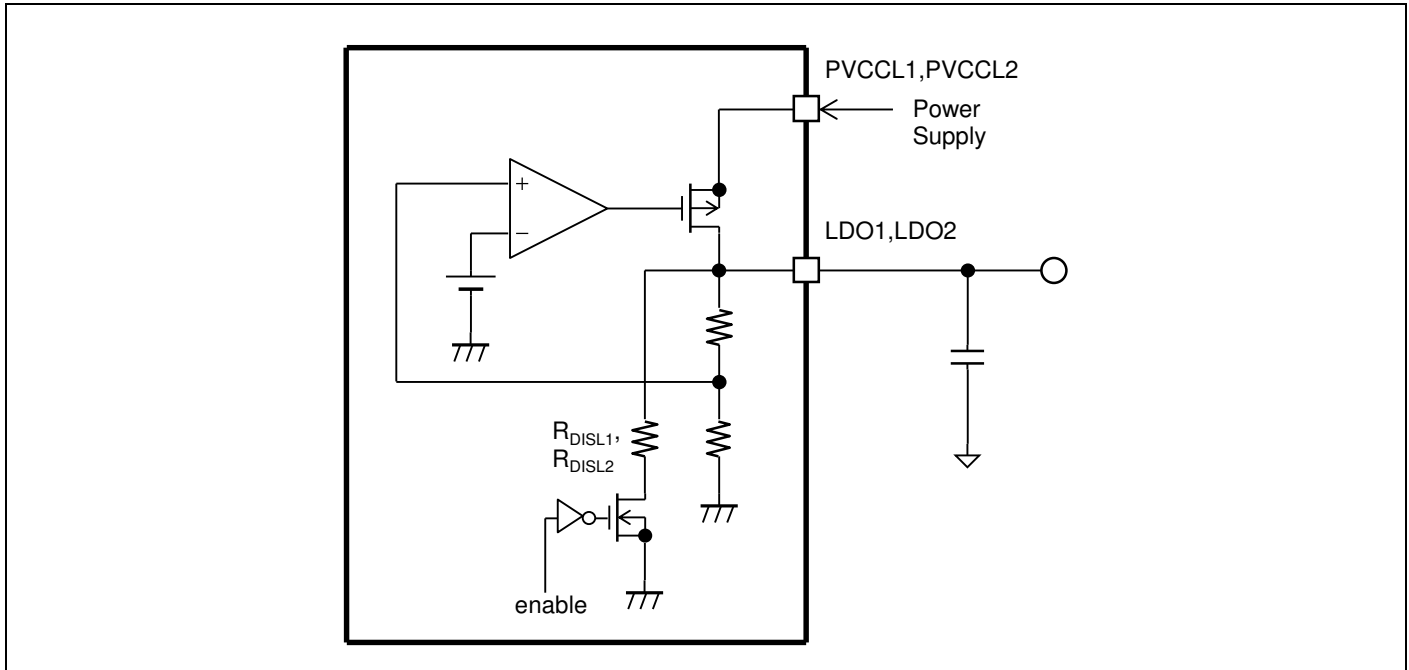 PVCCL1,PVCCL2
Power
Supply
+
−
LDO1,LDO2
RDISL1,
RDISL2
enable